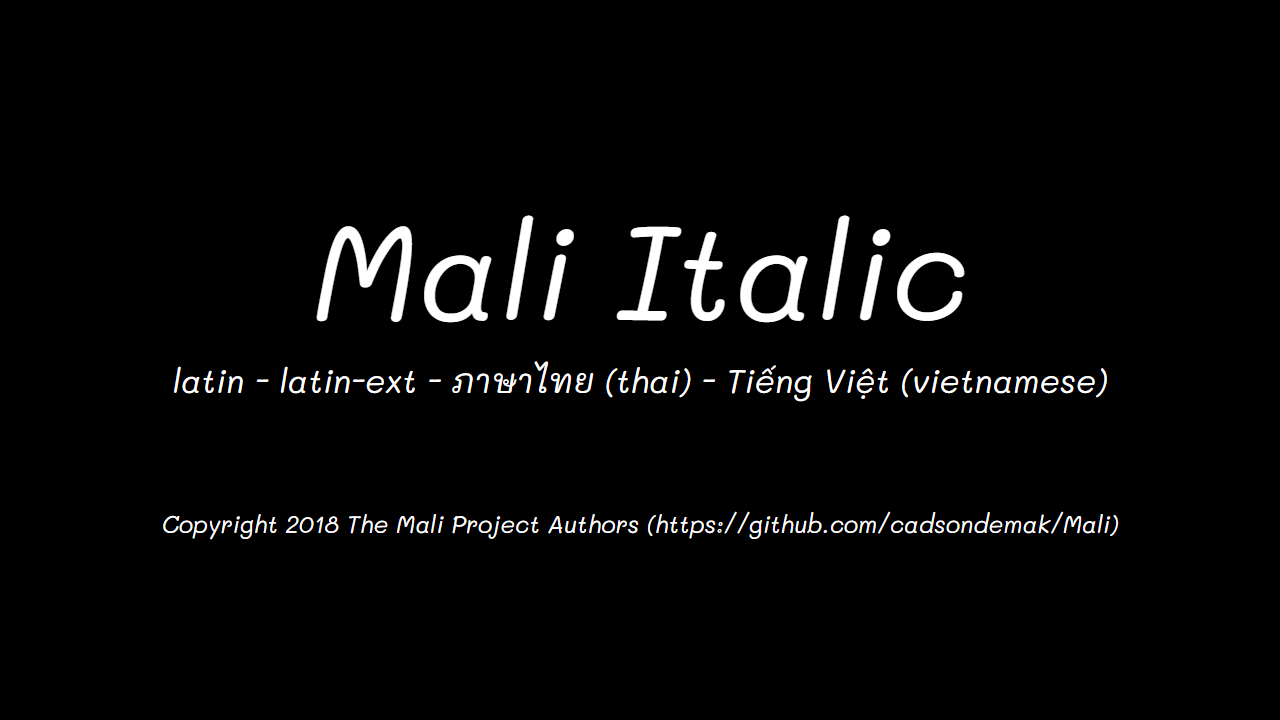 Mali Italic
latin - latin-ext - ภาษาไทย (thai) - Tiếng Việt (vietnamese)
Copyright 2018 The Mali Project Authors (https://github.com/cadsondemak/Mali)